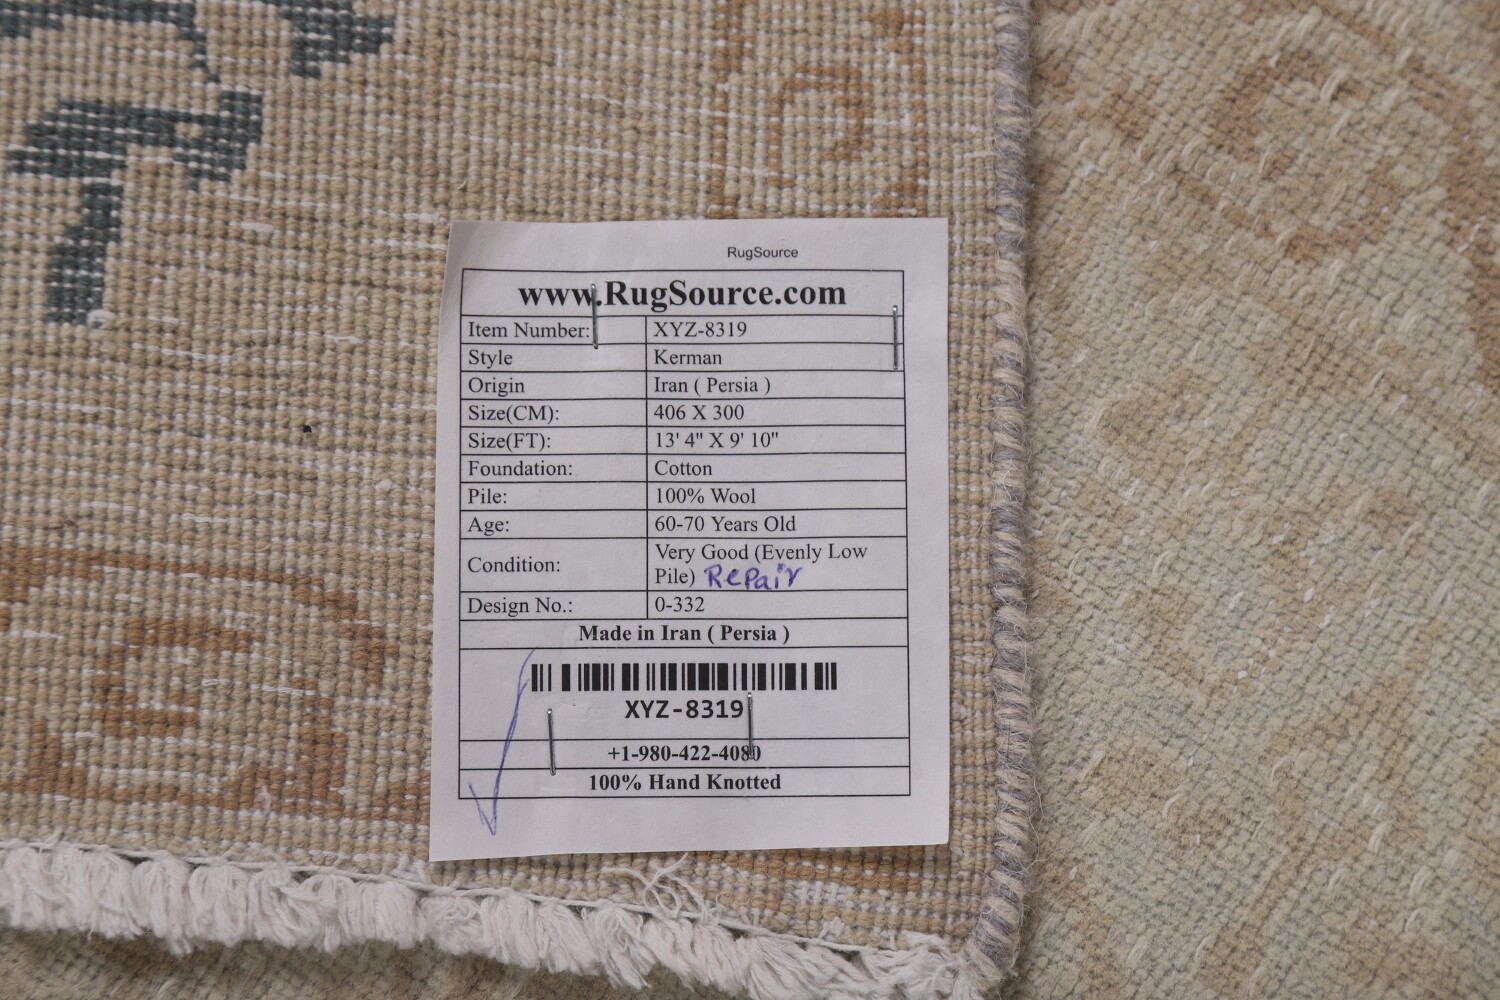 RugSource
www.RugSource.com
Item Number: XYZ-8319
Style Kerman
Origin Iran ( Persia )
Size(CM): 406 X 300
Size(FT): 13' 4" X 9' 10"
Foundation: Cotton
Pile: 100% Wool
Age: 60-70 Years Old
Condition: Very Good (Evenly Low
Pile) Repair
Design No.: 0-332
Made in Iran ( Persia )
XYZ-8319
+1-980-422-4080
100% Hand Knotted